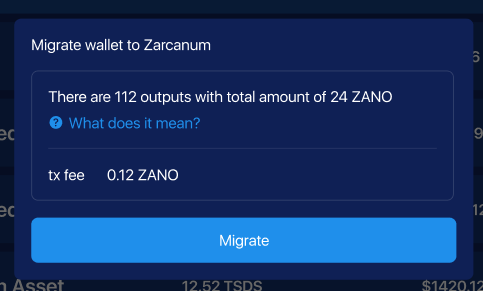 Migrate wallet to Zarcanum
There are 112 outputs with total amount of 24 ZANO
What does it mean?
tx fee 0.12 ZANO
Migrate
n Asset 12.52 TSDS $1420.12